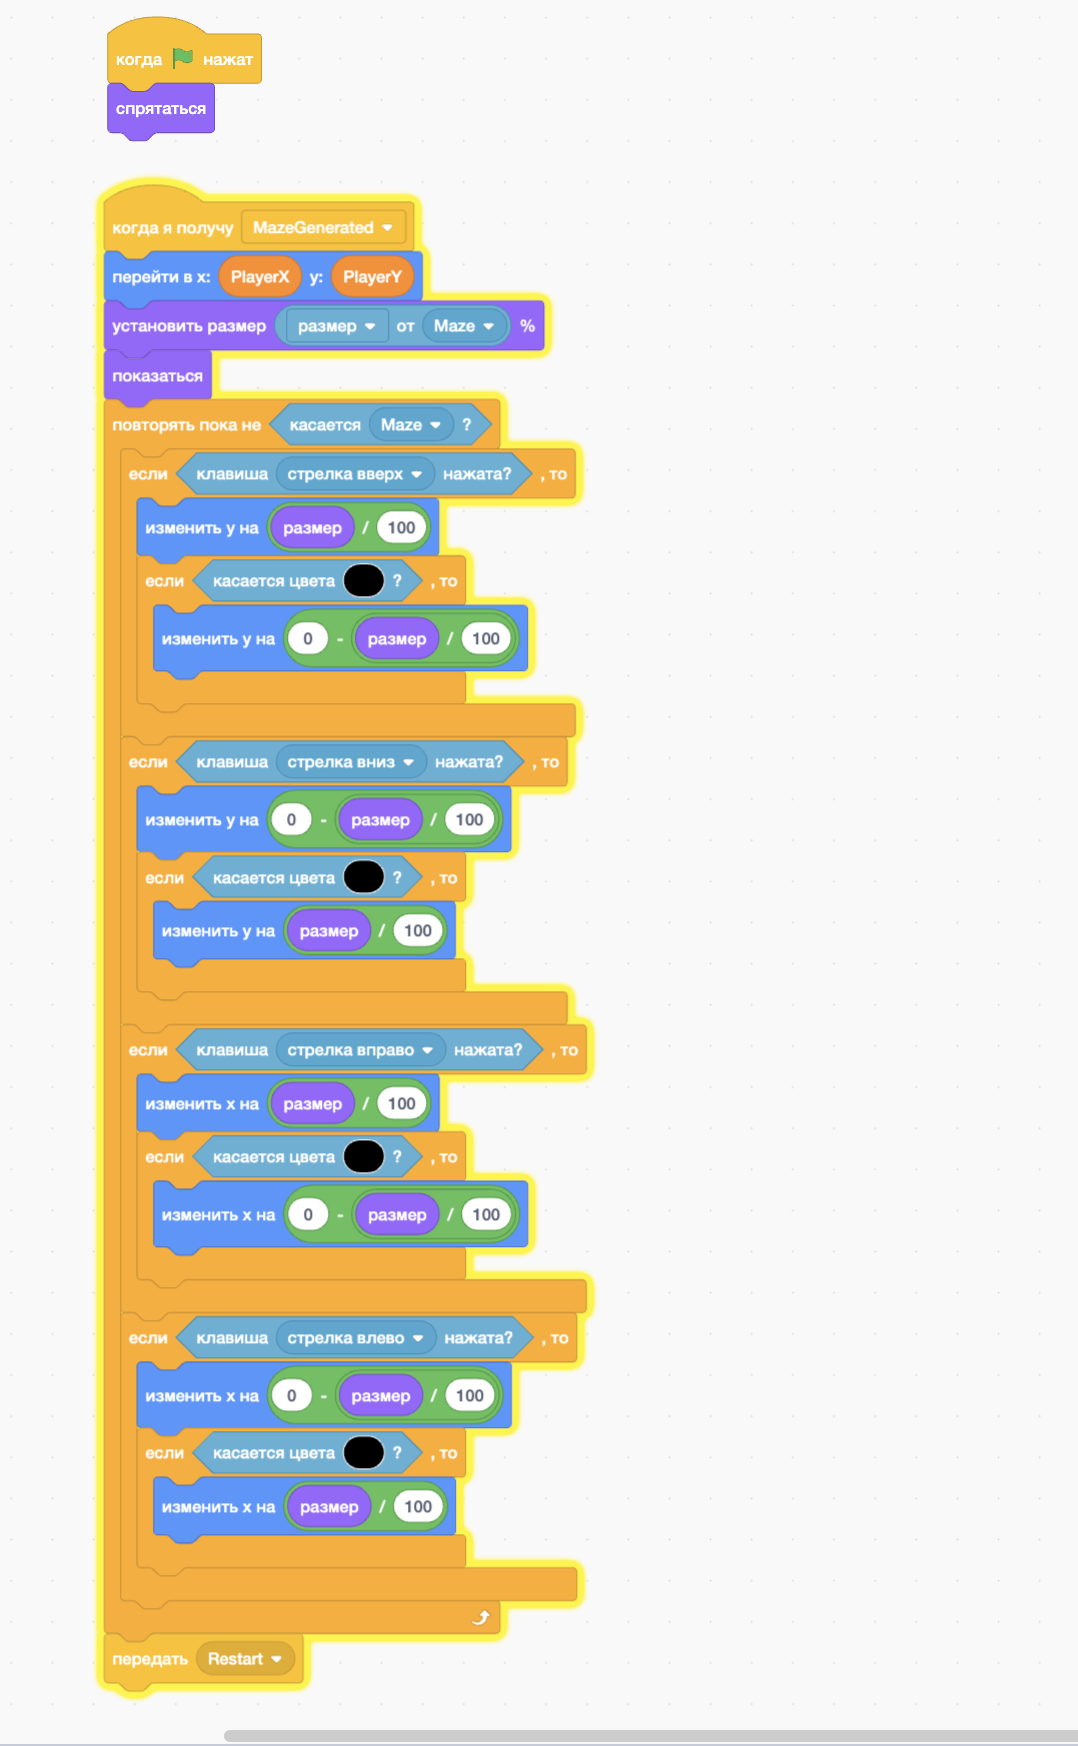 когда нажат
спрятаться
когда я получу MazeGenerated
перейти в x: PlayerX y: PlayerY
установить размер размер от Maze %
показаться
повторять пока не касается Maze ?
если клавиша стрелка вверх нажата? , то
изменить y на размер / 100
если касается цвета ? , то
изменить y на 0 - размер / 100
если клавиша стрелка вниз нажата? , то
изменить y на 0 - размер / 100
если касается цвета ? , то
изменить y на размер / 100
если клавиша стрелка вправо нажата? , то
изменить x на размер / 100
если касается цвета ? , то
изменить x на 0 - размер / 100
если клавиша стрелка влево нажата? , то
изменить x на 0 - размер / 100
если касается цвета ? , то
изменить x на размер / 100
передать Restart